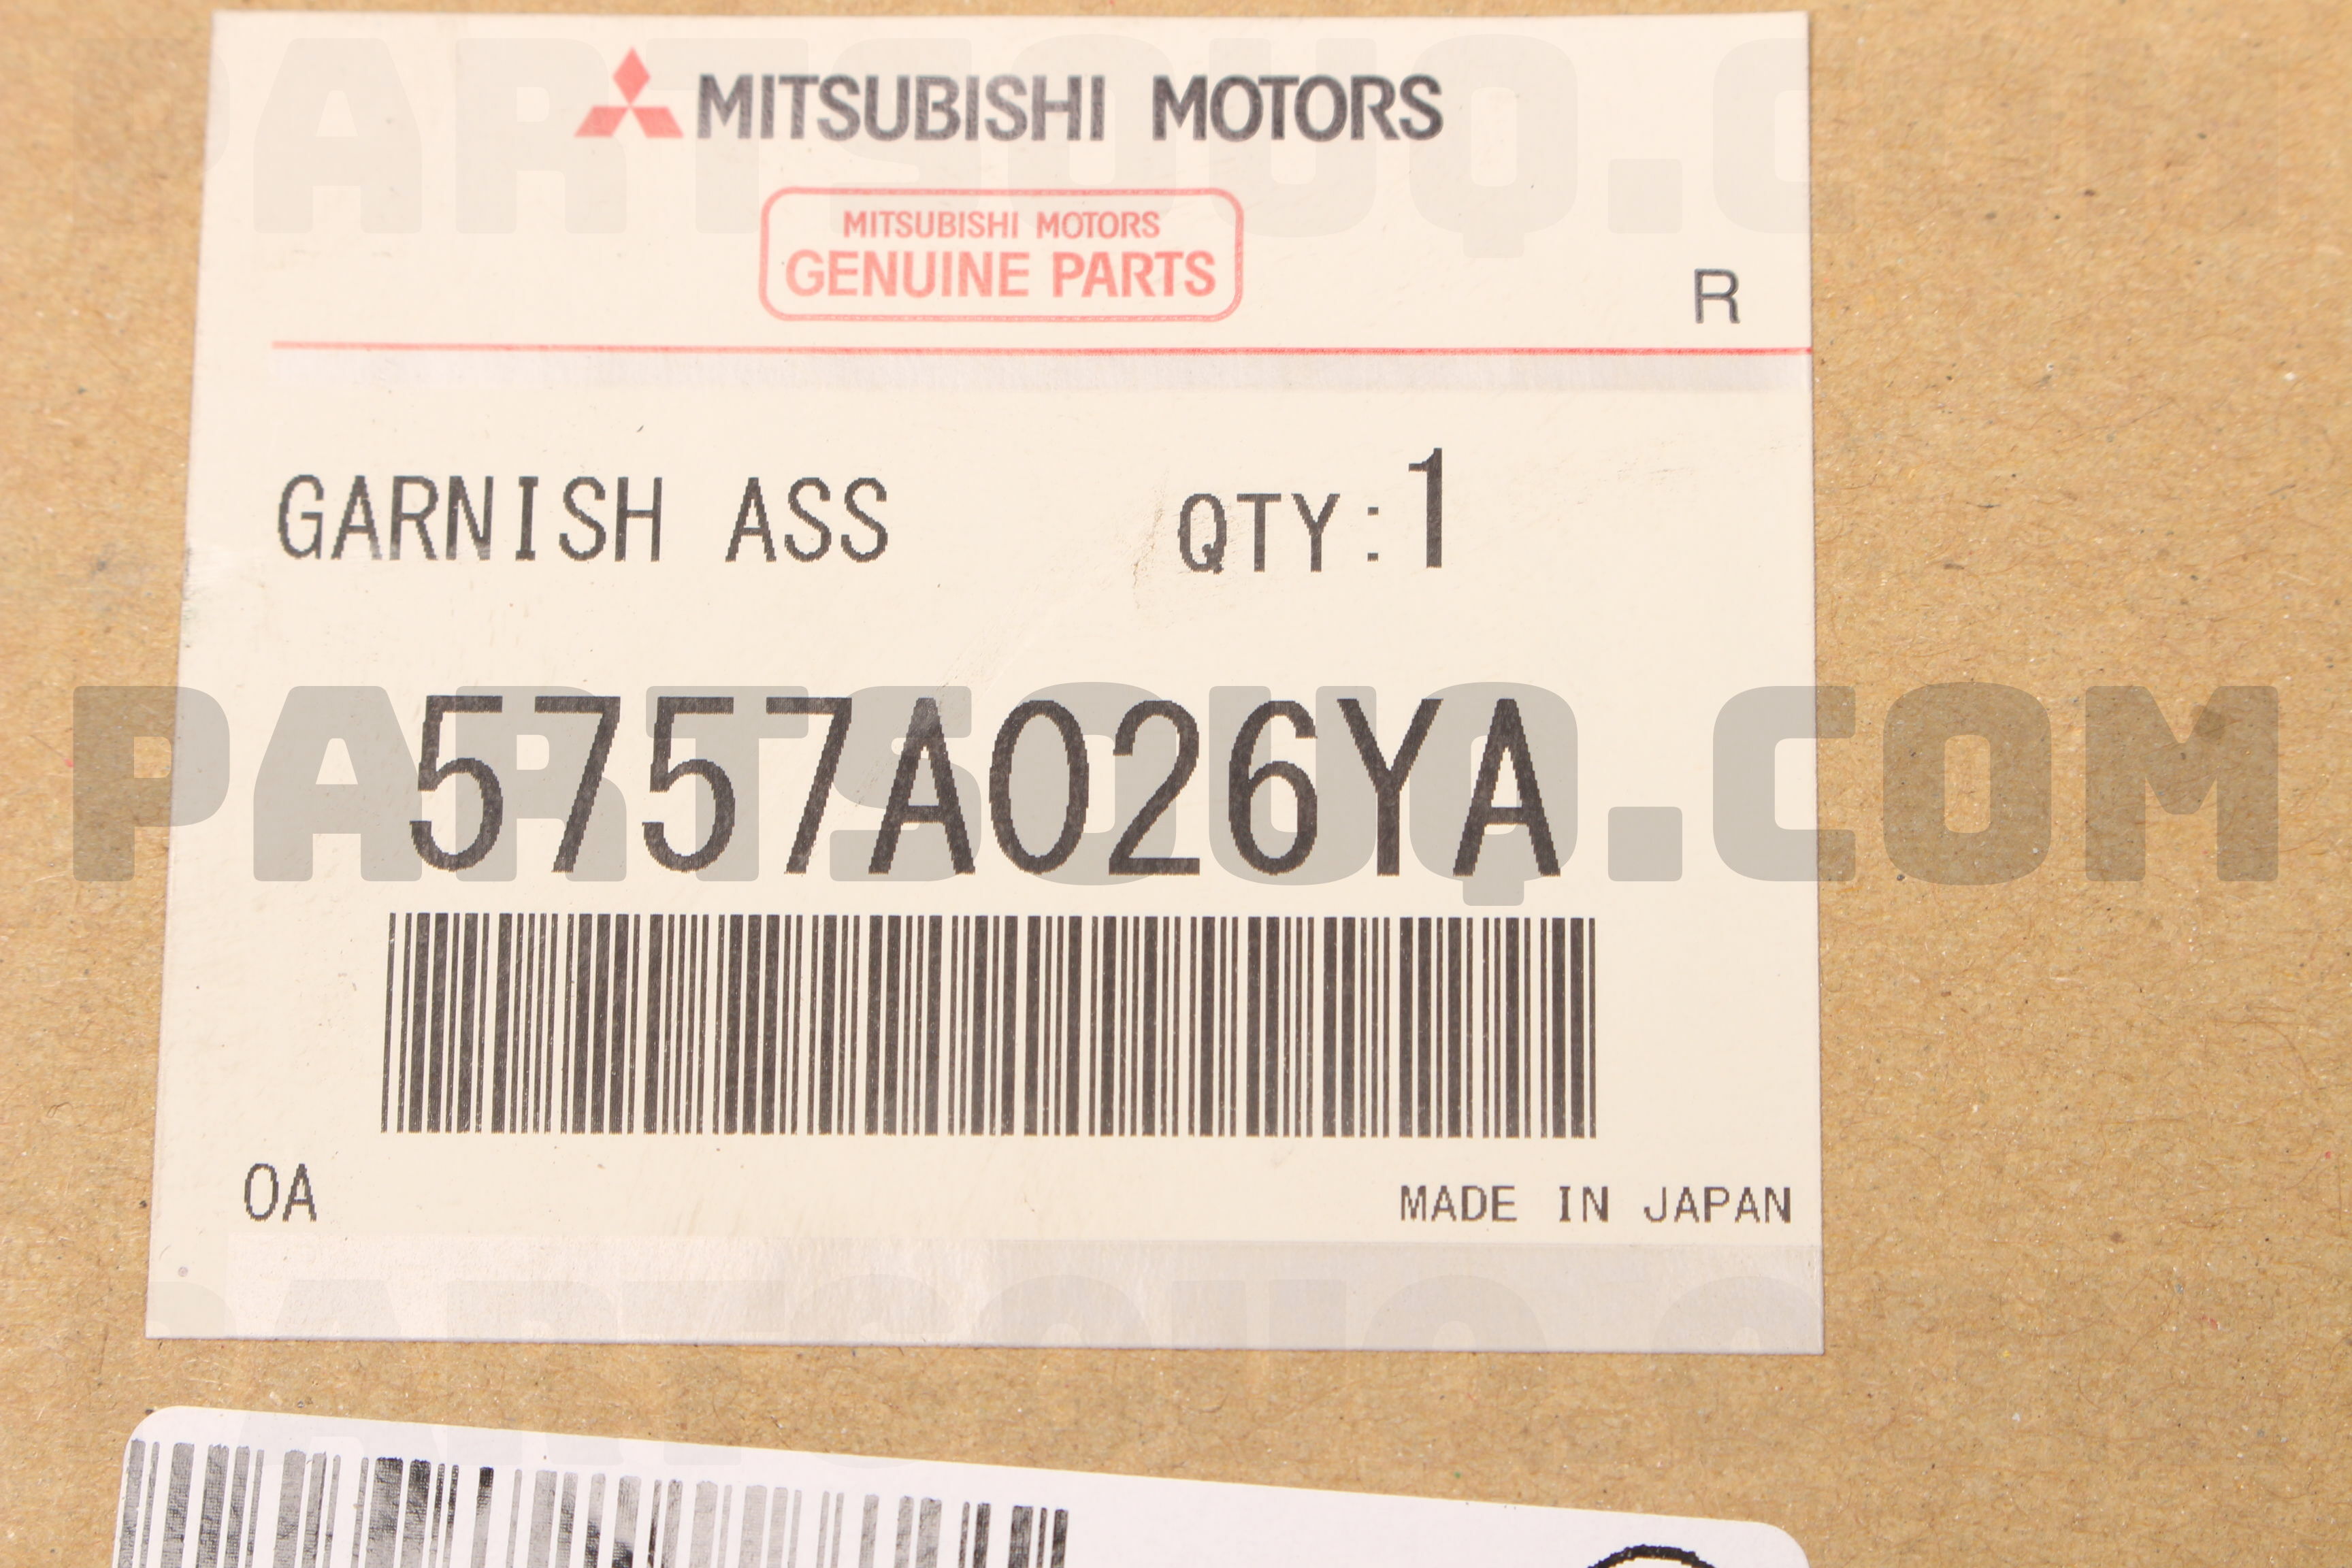 MITSUBISHI MOTORS
MITSUBISHI MOTORS
GENUINE PARTS
R
GARNISH ASS QTY:1
5757A026YA
PARTSOUQ.COM
OA
MADE IN JAPAN